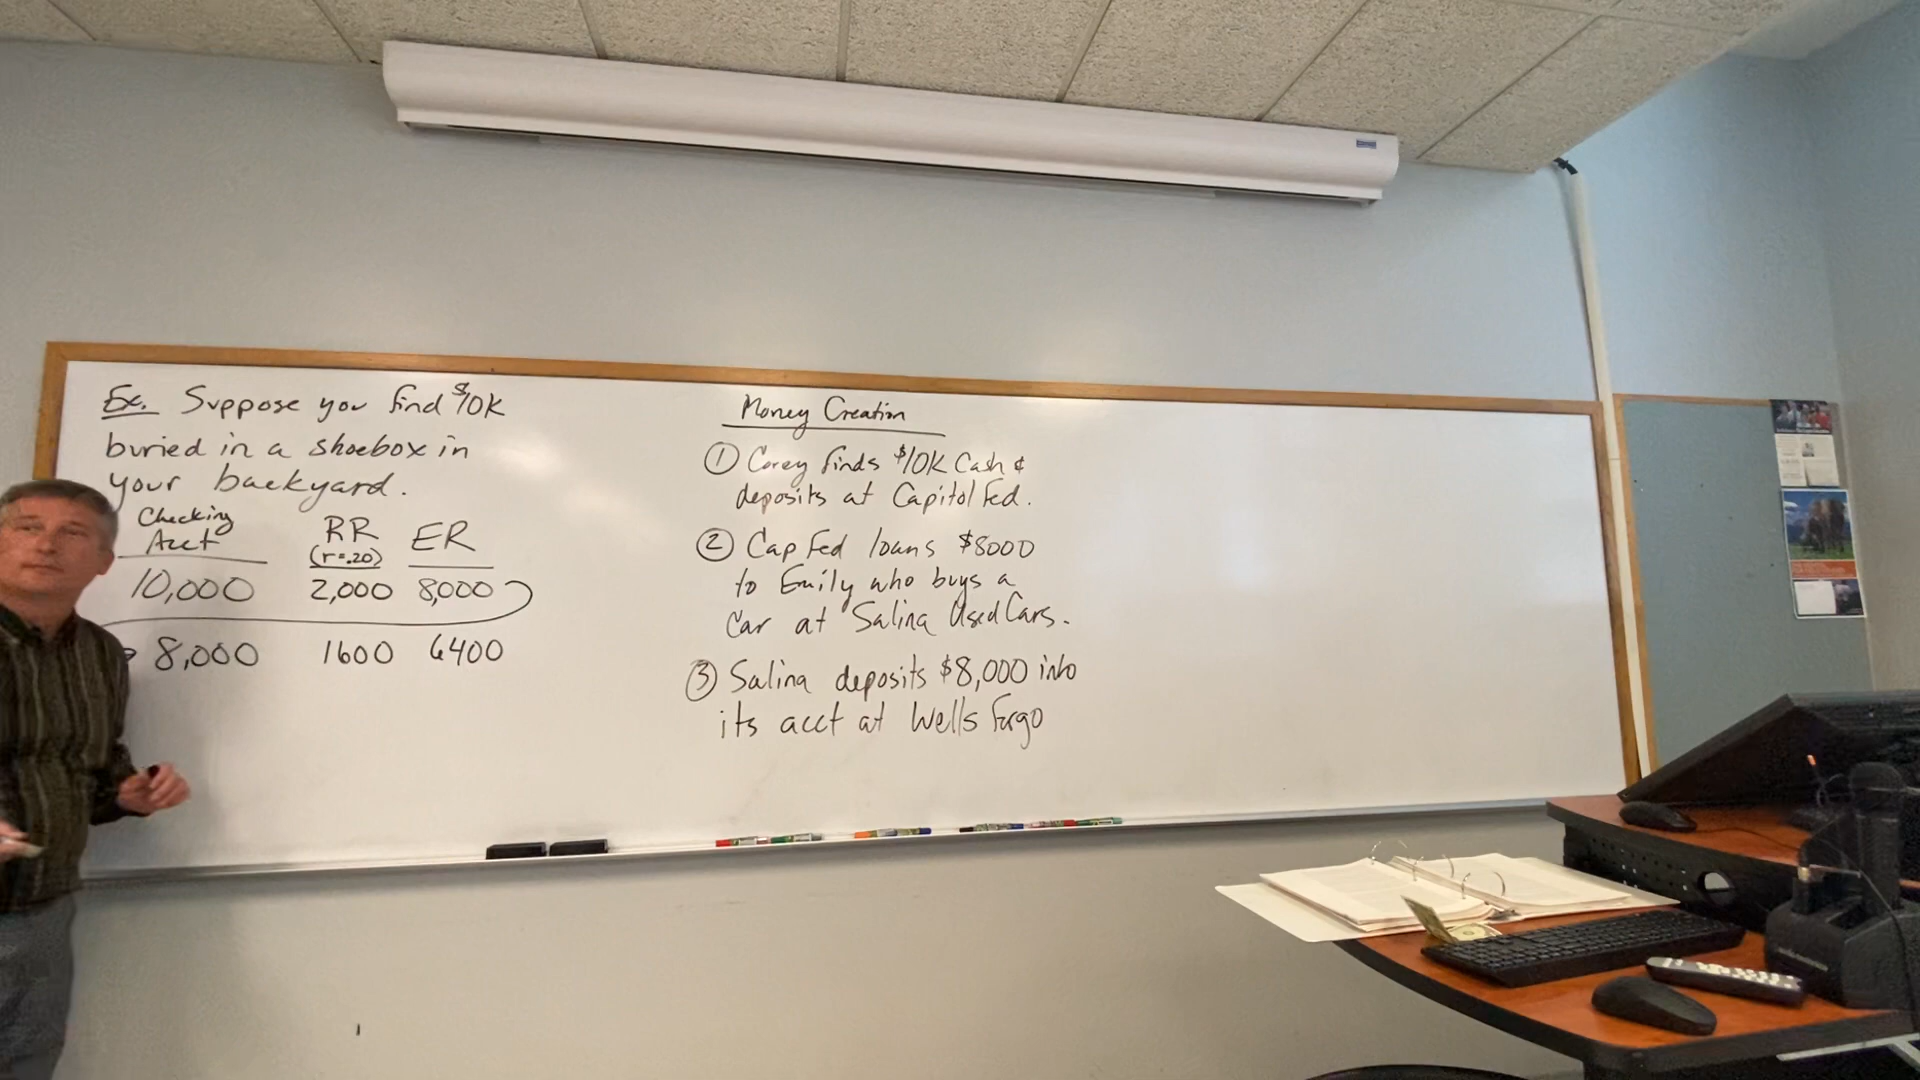 Ex. Suppose you find $10K
buried in a shoebox in
your backyard.
Checking
Acct
RR
(r=.20)
ER
10,000 2,000 8,000
8,000 1600 6400
Money Creation
① Corey finds $10K Cash &
deposits at Capitol Fed.
② Cap Fed loans $8000
to Emily who buys a
Car at Salina Used Cars.
③ Salina deposits $8,000 into
its acct at Wells Fargo